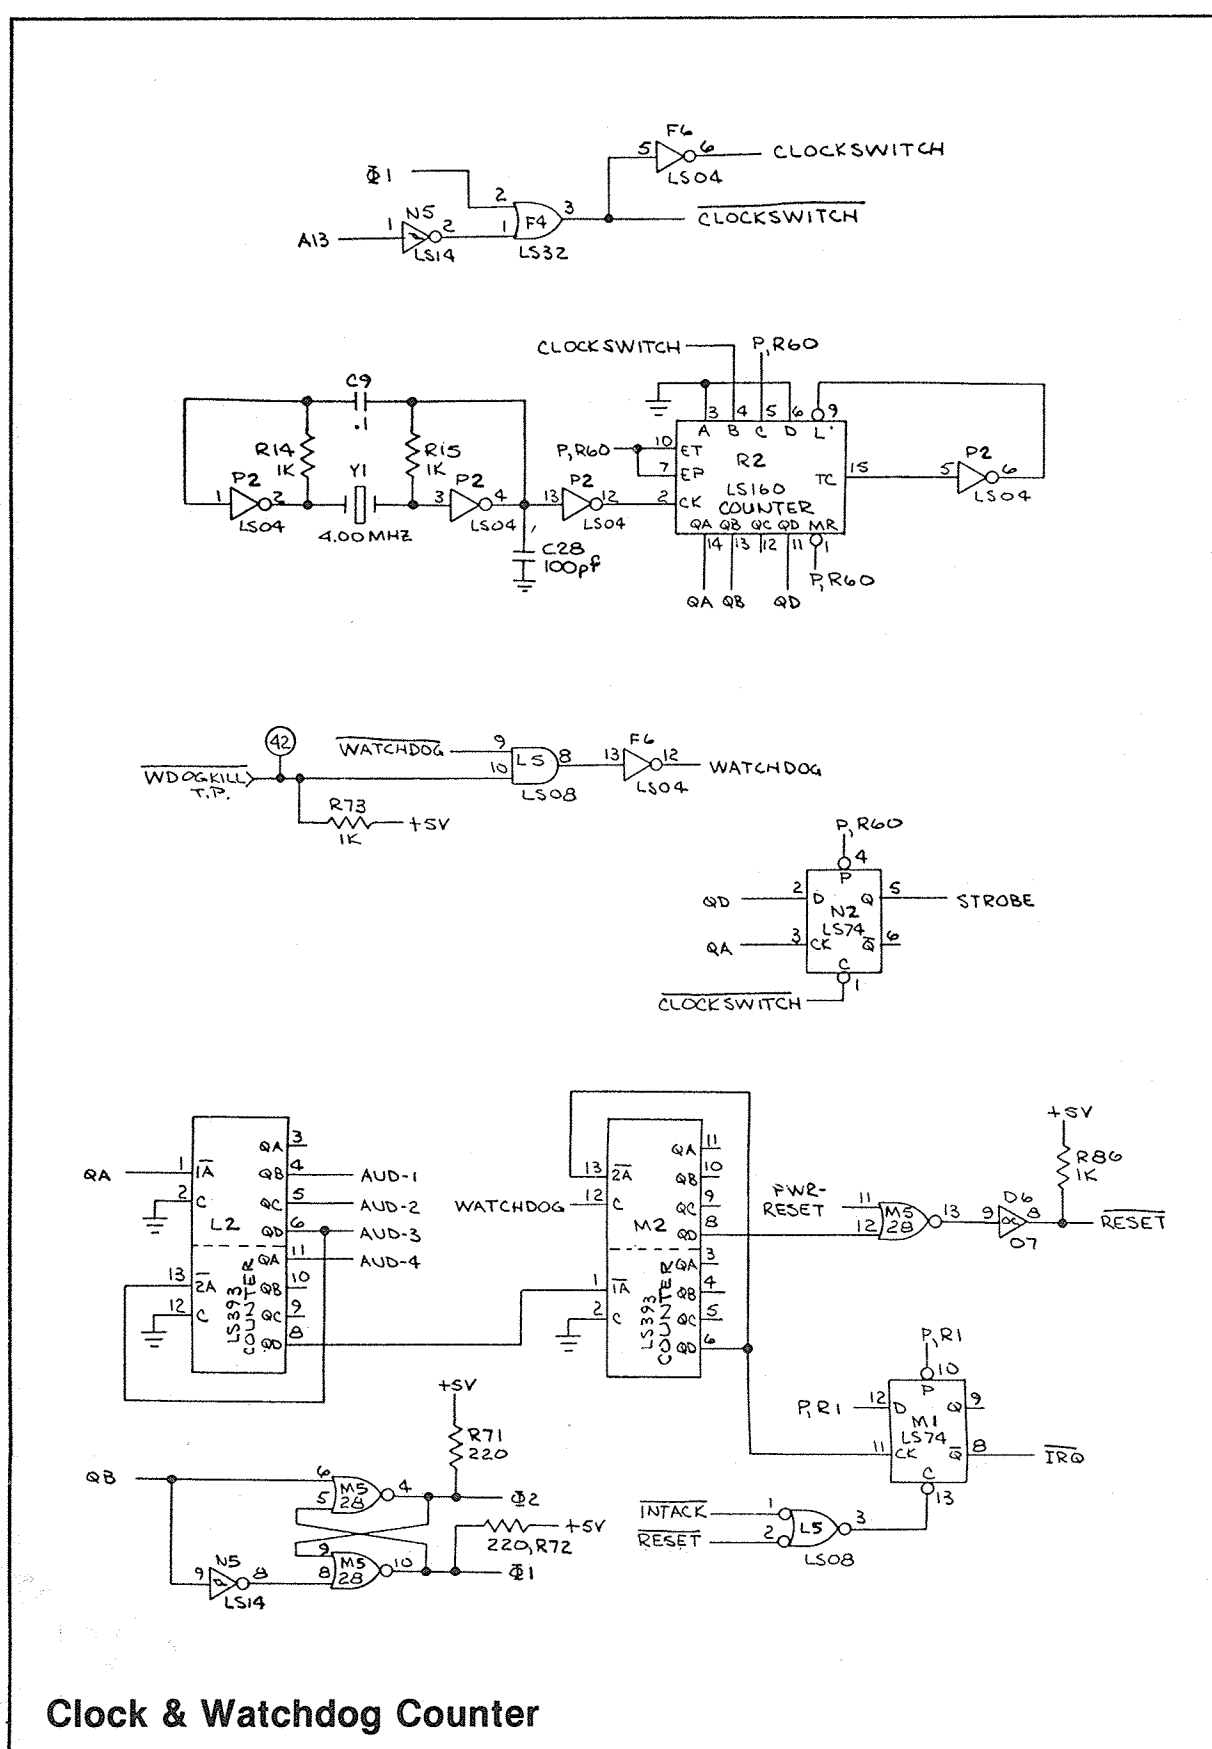 F6
5 6 CLOCKSWITCH
LS04
Φ1
2 3
F4
1
LS32
CLOCKSWITCH
N5
A13 1 2
LS14
CLOCKSWITCH P,R60
C9
.1
3 4 5 6 9
A B C D L
R14
1K
R15
1K
Y1
4.00MHZ
P2
1 2
LS04
P2
3 4
LS04
P2
13 12
LS04
C28
100pf
P,R60 10 ET
7 EP
2 CK
R2
LS160
COUNTER
TC 15
P2
5 6
LS04
QA QB QC QD MR
14 13 12 11 1
P,R60
QA QB QD
42
WDOGKILL
T.P.
WATCHDOG 9
10
L5 8
LS08
F6
13 12 WATCHDOG
LS04
R73
1K
+5V
P,R60
4
P
QD 2 D Q 5 STROBE
N2
LS74
QA 3 CK Q 6
C
1
CLOCKSWITCH
QA 1 1A
2 C
L2
QA 3
QB 4 AUD-1
QC 5 AUD-2
QD 6 AUD-3
QA 11 AUD-4
QB 10
QC 9
QD 8
13 2A
12 C
LS393
COUNTER
13 2A
WATCHDOG 12 C
M2
QA 11
QB 10
QC 9
QD 8
QA 3
QB 4
QC 5
QD 6
1 1A
2 C
LS393
COUNTER
PWR-
RESET
11
12
M5
28
13
D6
9 OC 8
07
+5V
R86
1K
RESET
P,R1
10
P
P,R1 12 D Q 9
M1
LS74
11 CK Q 8 IRQ
C
13
INTACK 1
RESET 2
L5 3
LS08
+5V
R71
220
QB
6
5
M5
28
4
Φ2
+5V
220,R72
9
8
M5
28
10
Φ1
N5
9 8
LS14
Clock & Watchdog Counter